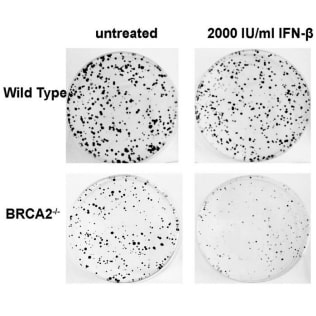 untreated 2000 IU/ml IFN-β
Wild Type
BRCA2-/-